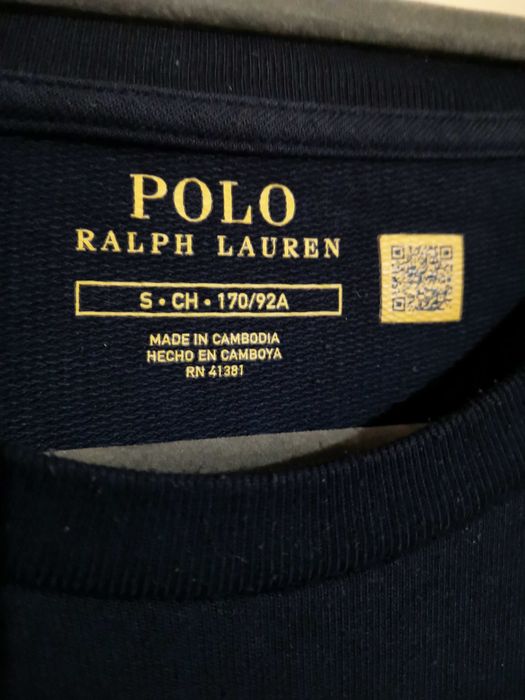 POLO
RALPH LAUREN
S • CH • 170/92A
MADE IN CAMBODIA
HECHO EN CAMBOYA
RN 41381